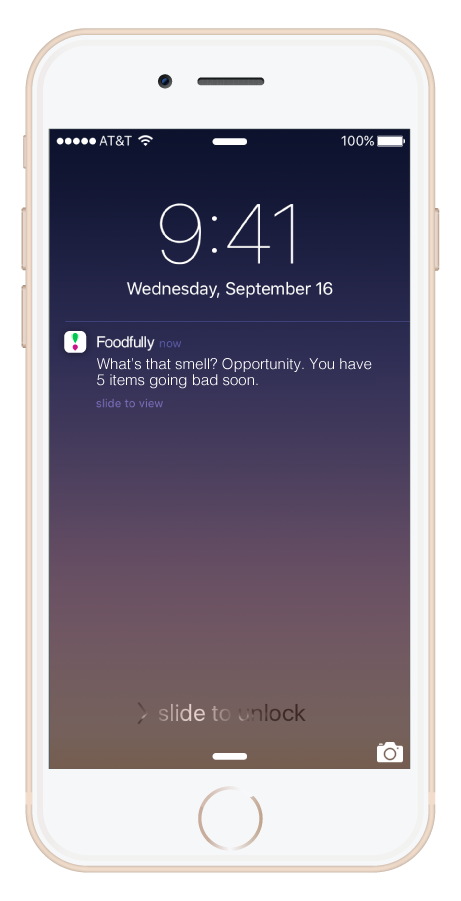 AT&T 100%
9:41
Wednesday, September 16
Foodfully now
What's that smell? Opportunity. You have
5 items going bad soon.
slide to view
slide to unlock